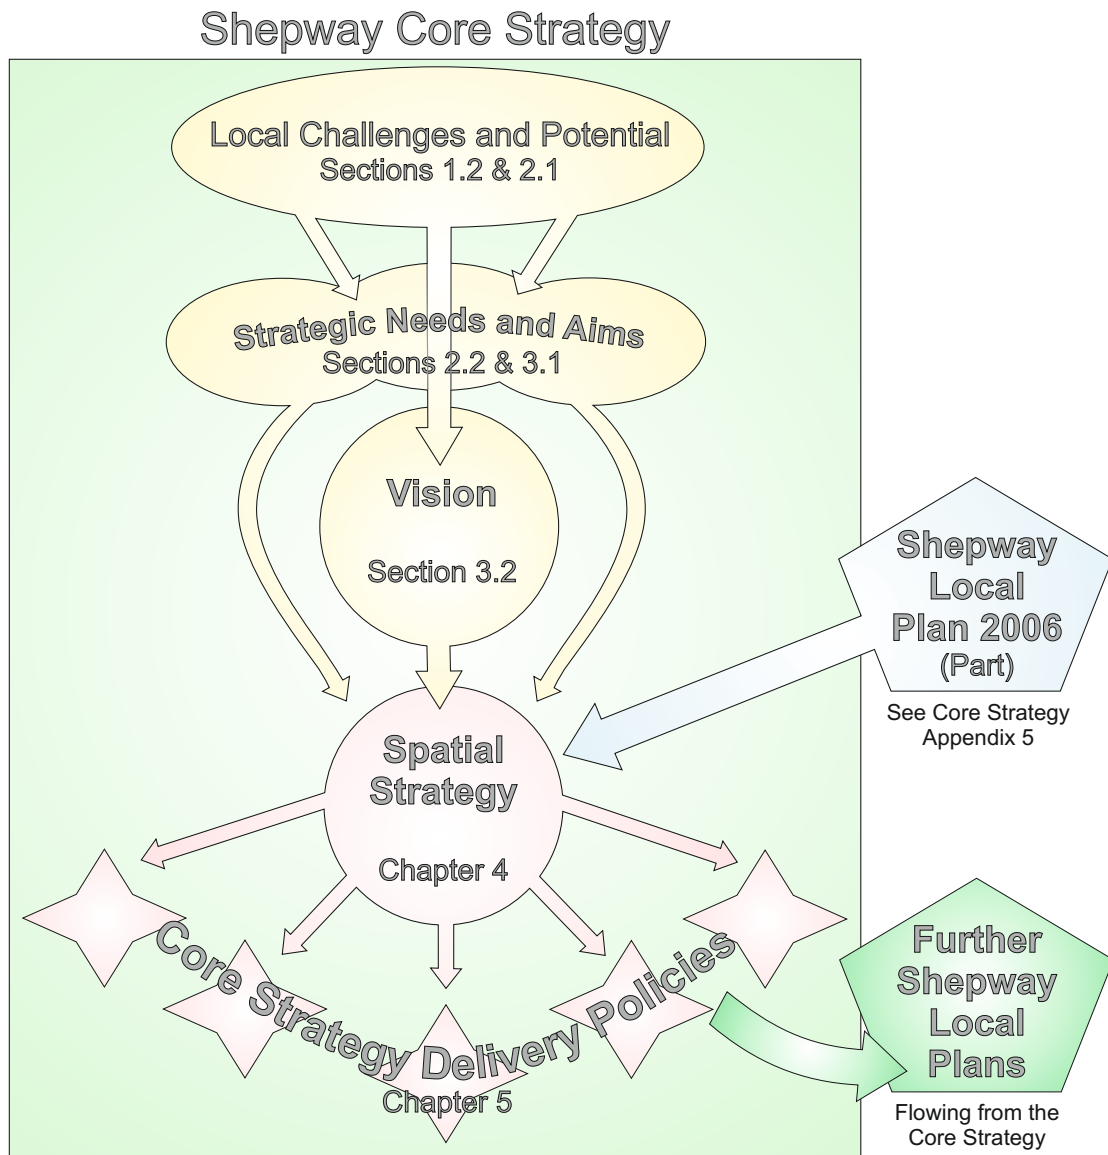 Shepway Core Strategy
Local Challenges and Potential
Sections 1.2 & 2.1
Strategic Needs and Aims
Sections 2.2 & 3.1
Vision
Section 3.2
Shepway
Local
Plan 2006
(Part)
See Core Strategy
Appendix 5
Spatial
Strategy
Chapter 4
Core Strategy Delivery Policies
Chapter 5
Further
Shepway
Local
Plans
Flowing from the
Core Strategy